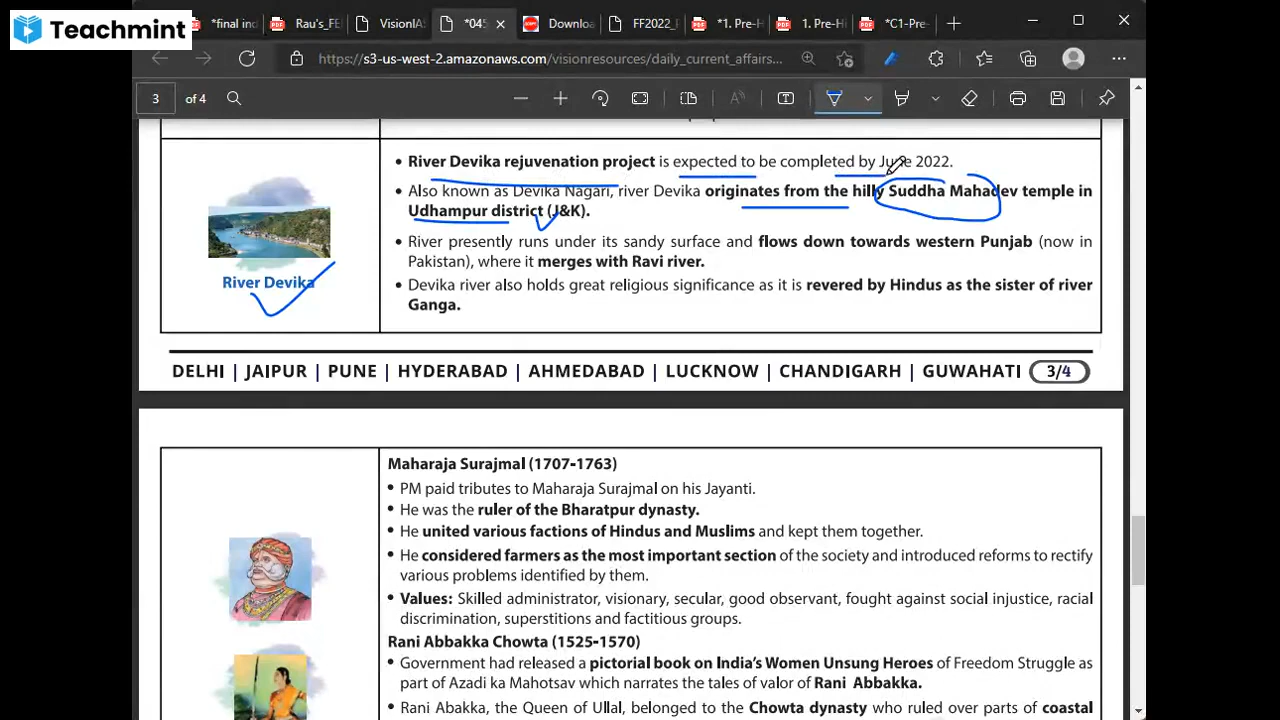 Teachmint
*final ind
Rau's_FE
VisionIA
*045
Downloa
FF2022_I
*1. Pre-H
1. Pre-Hi
*C1-Pres
https://s3-us-west-2.amazonaws.com/visionresources/daily_current_affairs...
3 of 4
• River Devika rejuvenation project is expected to be completed by June 2022.
• Also known as Devika Nagari, river Devika originates from the hilly Suddha Mahadev temple in
Udhampur district (J&K).
• River presently runs under its sandy surface and flows down towards western Punjab (now in
Pakistan), where it merges with Ravi river.
River Devika
• Devika river also holds great religious significance as it is revered by Hindus as the sister of river
Ganga.
DELHI | JAIPUR | PUNE | HYDERABAD | AHMEDABAD | LUCKNOW | CHANDIGARH | GUWAHATI 3/4
Maharaja Surajmal (1707-1763)
• PM paid tributes to Maharaja Surajmal on his Jayanti.
• He was the ruler of the Bharatpur dynasty.
• He united various factions of Hindus and Muslims and kept them together.
• He considered farmers as the most important section of the society and introduced reforms to rectify
various problems identified by them.
• Values: Skilled administrator, visionary, secular, good observant, fought against social injustice, racial
discrimination, superstitions and factitious groups.
Rani Abbakka Chowta (1525-1570)
• Government had released a pictorial book on India's Women Unsung Heroes of Freedom Struggle as
part of Azadi ka Mahotsav which narrates the tales of valor of Rani Abbakka.
• Rani Abakka, the Queen of Ullal, belonged to the Chowta dynasty who ruled over parts of coastal